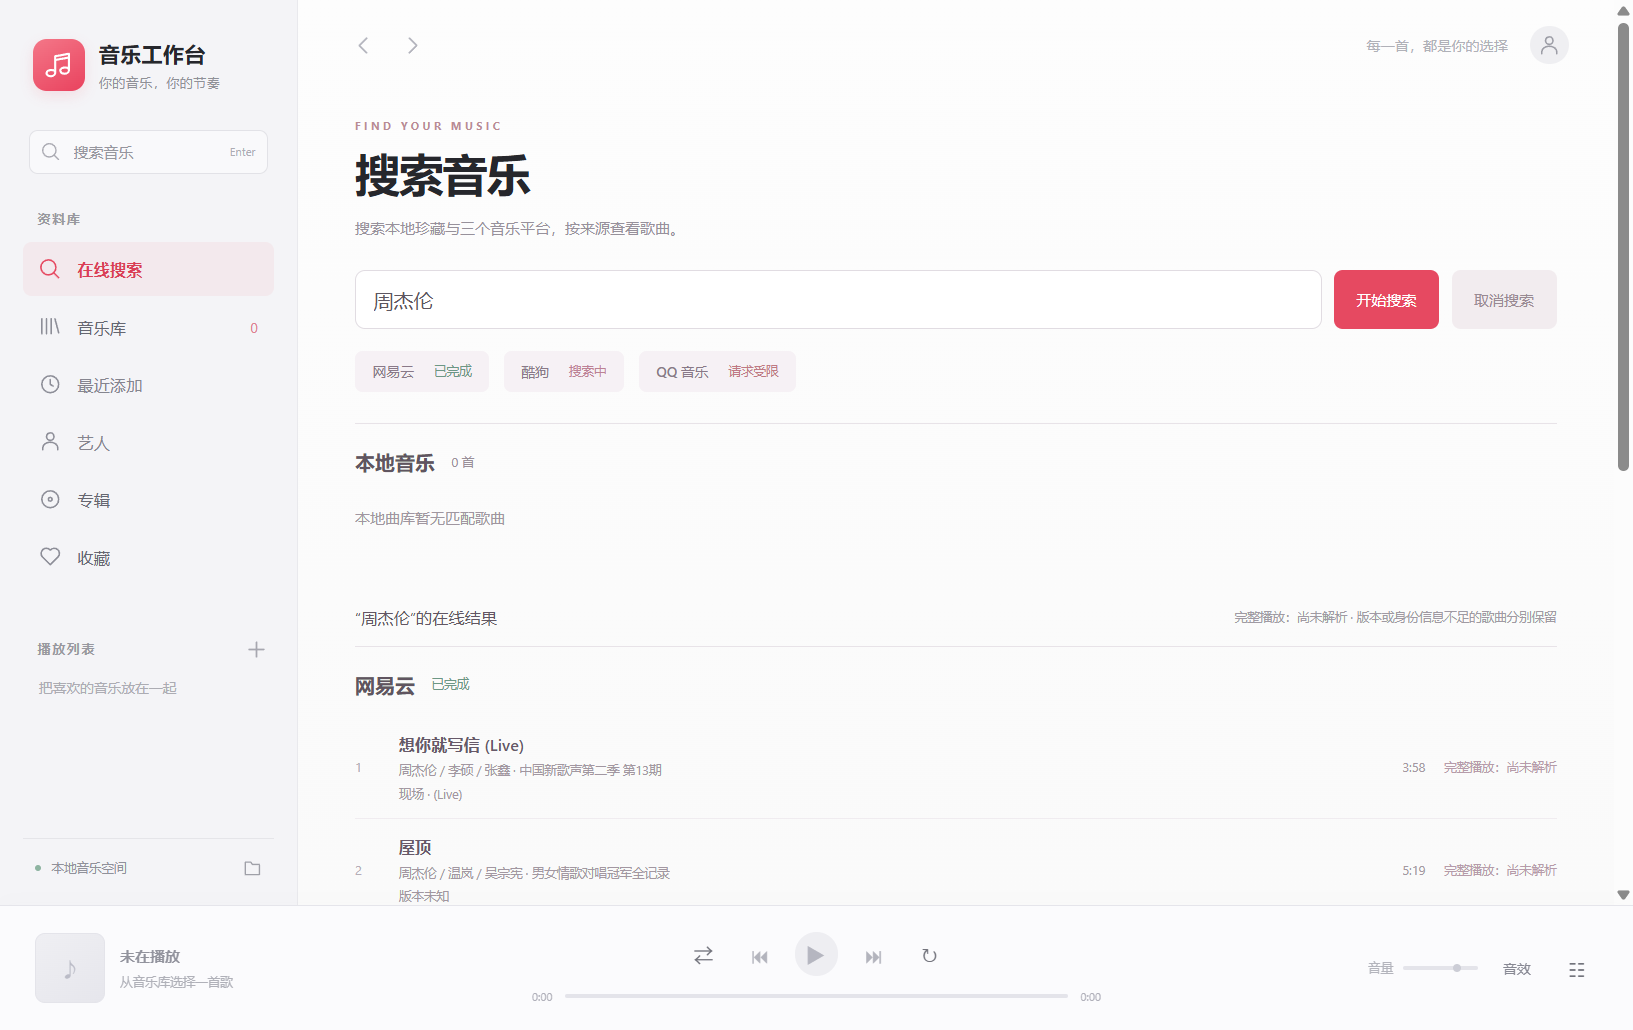 音乐工作台
你的音乐，你的节奏
搜索音乐 Enter
资料库
在线搜索
音乐库 0
最近添加
艺人
专辑
收藏
播放列表
把喜欢的音乐放在一起
本地音乐空间
每一首，都是你的选择
FIND YOUR MUSIC
搜索音乐
搜索本地珍藏与三个音乐平台，按来源查看歌曲。
周杰伦 开始搜索 取消搜索
网易云 已完成 酷狗 搜索中 QQ 音乐 请求受限
本地音乐 0 首
本地曲库暂无匹配歌曲
“周杰伦”的在线结果 完整播放：尚未解析 · 版本或身份信息不足的歌曲分别保留
网易云 已完成
想你就写信 (Live)
1 周杰伦 / 李硕 / 张鑫 · 中国新歌声第二季 第13期 3:58 完整播放：尚未解析
现场 · (Live)
屋顶
2 周杰伦 / 温岚 / 吴宗宪 · 男女情歌对唱冠军全记录 5:19 完整播放：尚未解析
版本未知
未在播放
从音乐库选择一首歌
0:00 0:00
音量 音效